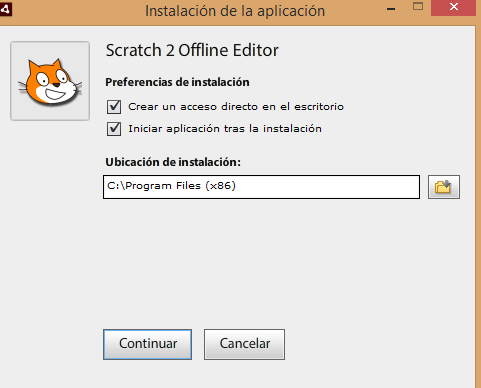 Instalación de la aplicación
Scratch 2 Offline Editor
Preferencias de instalación
Crear un acceso directo en el escritorio
Iniciar aplicación tras la instalación
Ubicación de instalación:
C:\Program Files (x86)
Continuar
Cancelar